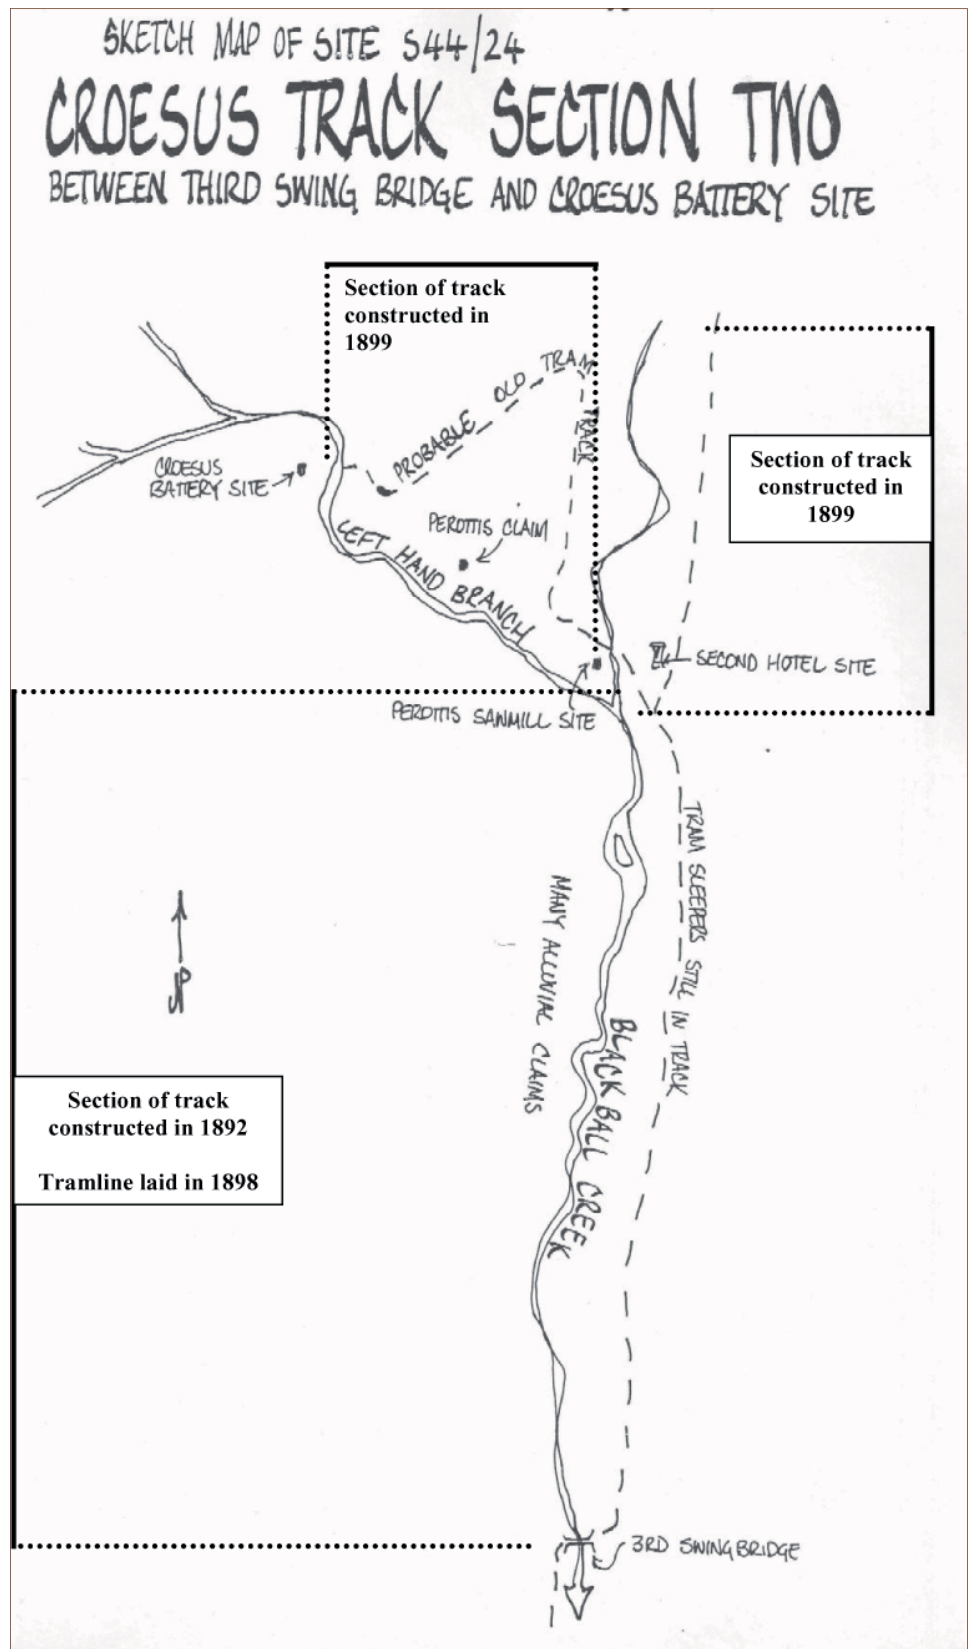 SKETCH MAP OF SITE S44/24
CROESUS TRACK SECTION TWO
BETWEEN THIRD SWING BRIDGE AND CROESUS BATTERY SITE
Section of track
constructed in
1899
PROBABLE OLD TRAM
TRACK
CROESUS
BATTERY SITE
PEROTTIS CLAIM
LEFT HAND BRANCH
Section of track
constructed in
1899
SECOND HOTEL SITE
PEROTTIS SAWMILL SITE
TRAM SLEEPERS STILL IN TRACK
MANY ALLUVIAL CLAIMS
N
BLACK BALL CREEK
Section of track
constructed in 1892
Tramline laid in 1898
3RD SWINGBRIDGE